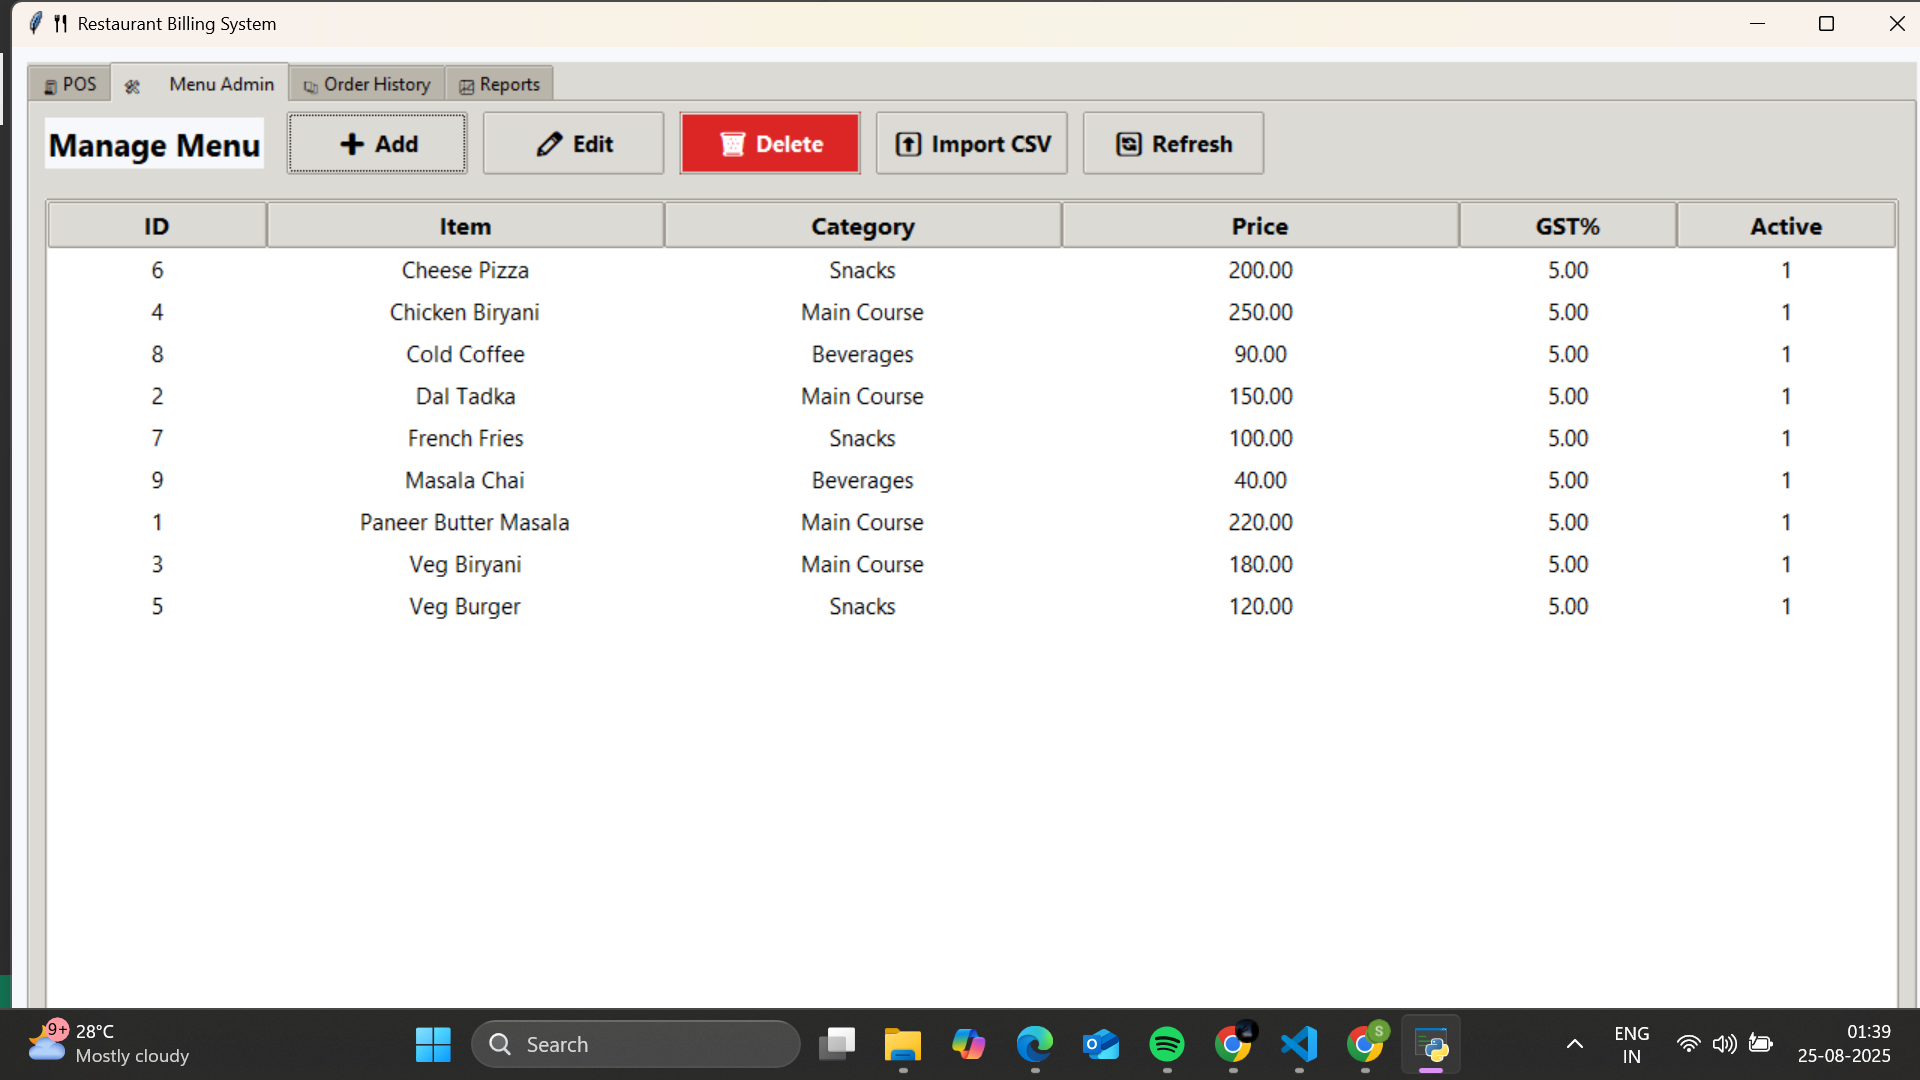 Restaurant Billing System
POS Menu Admin Order History Reports
Manage Menu Add Edit Delete Import CSV Refresh
ID Item Category Price GST% Active
6 Cheese Pizza Snacks 200.00 5.00 1
4 Chicken Biryani Main Course 250.00 5.00 1
8 Cold Coffee Beverages 90.00 5.00 1
2 Dal Tadka Main Course 150.00 5.00 1
7 French Fries Snacks 100.00 5.00 1
9 Masala Chai Beverages 40.00 5.00 1
1 Paneer Butter Masala Main Course 220.00 5.00 1
3 Veg Biryani Main Course 180.00 5.00 1
5 Veg Burger Snacks 120.00 5.00 1
9+ 28°C
Mostly cloudy
Search
S
ENG
IN
01:39
25-08-2025